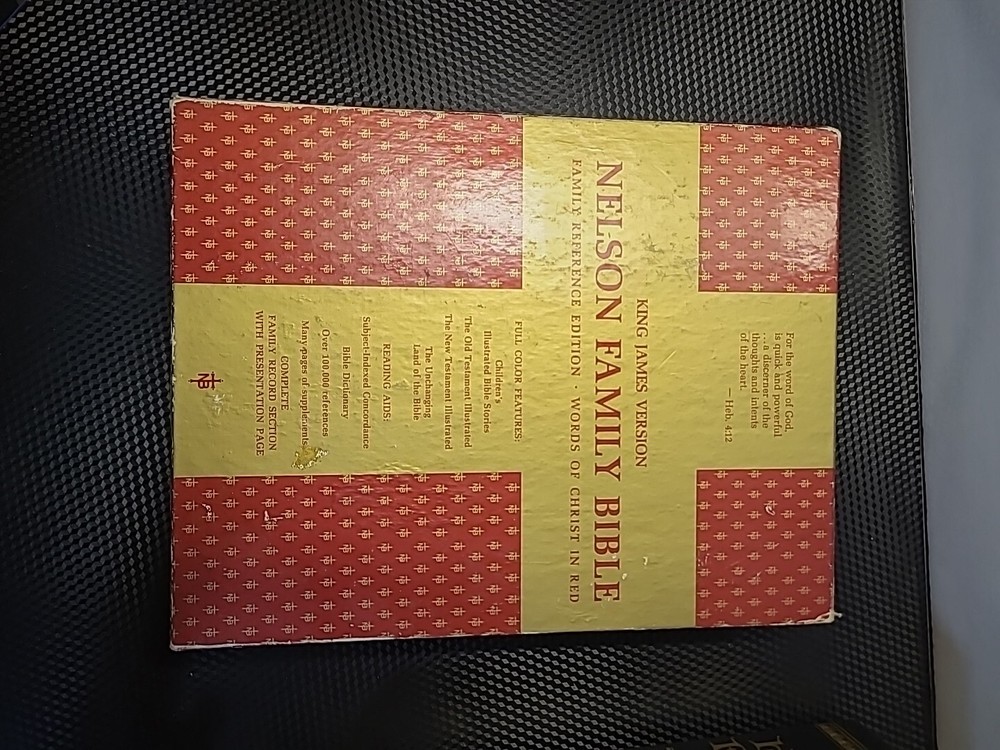 For the word of God,
is quick and powerful
...a discerner of the
thoughts and intents
of the heart.
— Heb. 4:12
KING JAMES VERSION
NELSON FAMILY BIBLE
FAMILY REFERENCE EDITION · WORDS OF CHRIST IN RED
FULL COLOR FEATURES:
Children's
Illustrated Bible Stories
The Old Testament Illustrated
The New Testament Illustrated
The Unchanging
Land of the Bible
READING AIDS:
Subject-Indexed Concordance
Bible Dictionary
Over 100,000 references
Many pages of supplements
COMPLETE
FAMILY RECORD SECTION
WITH PRESENTATION PAGE
NB